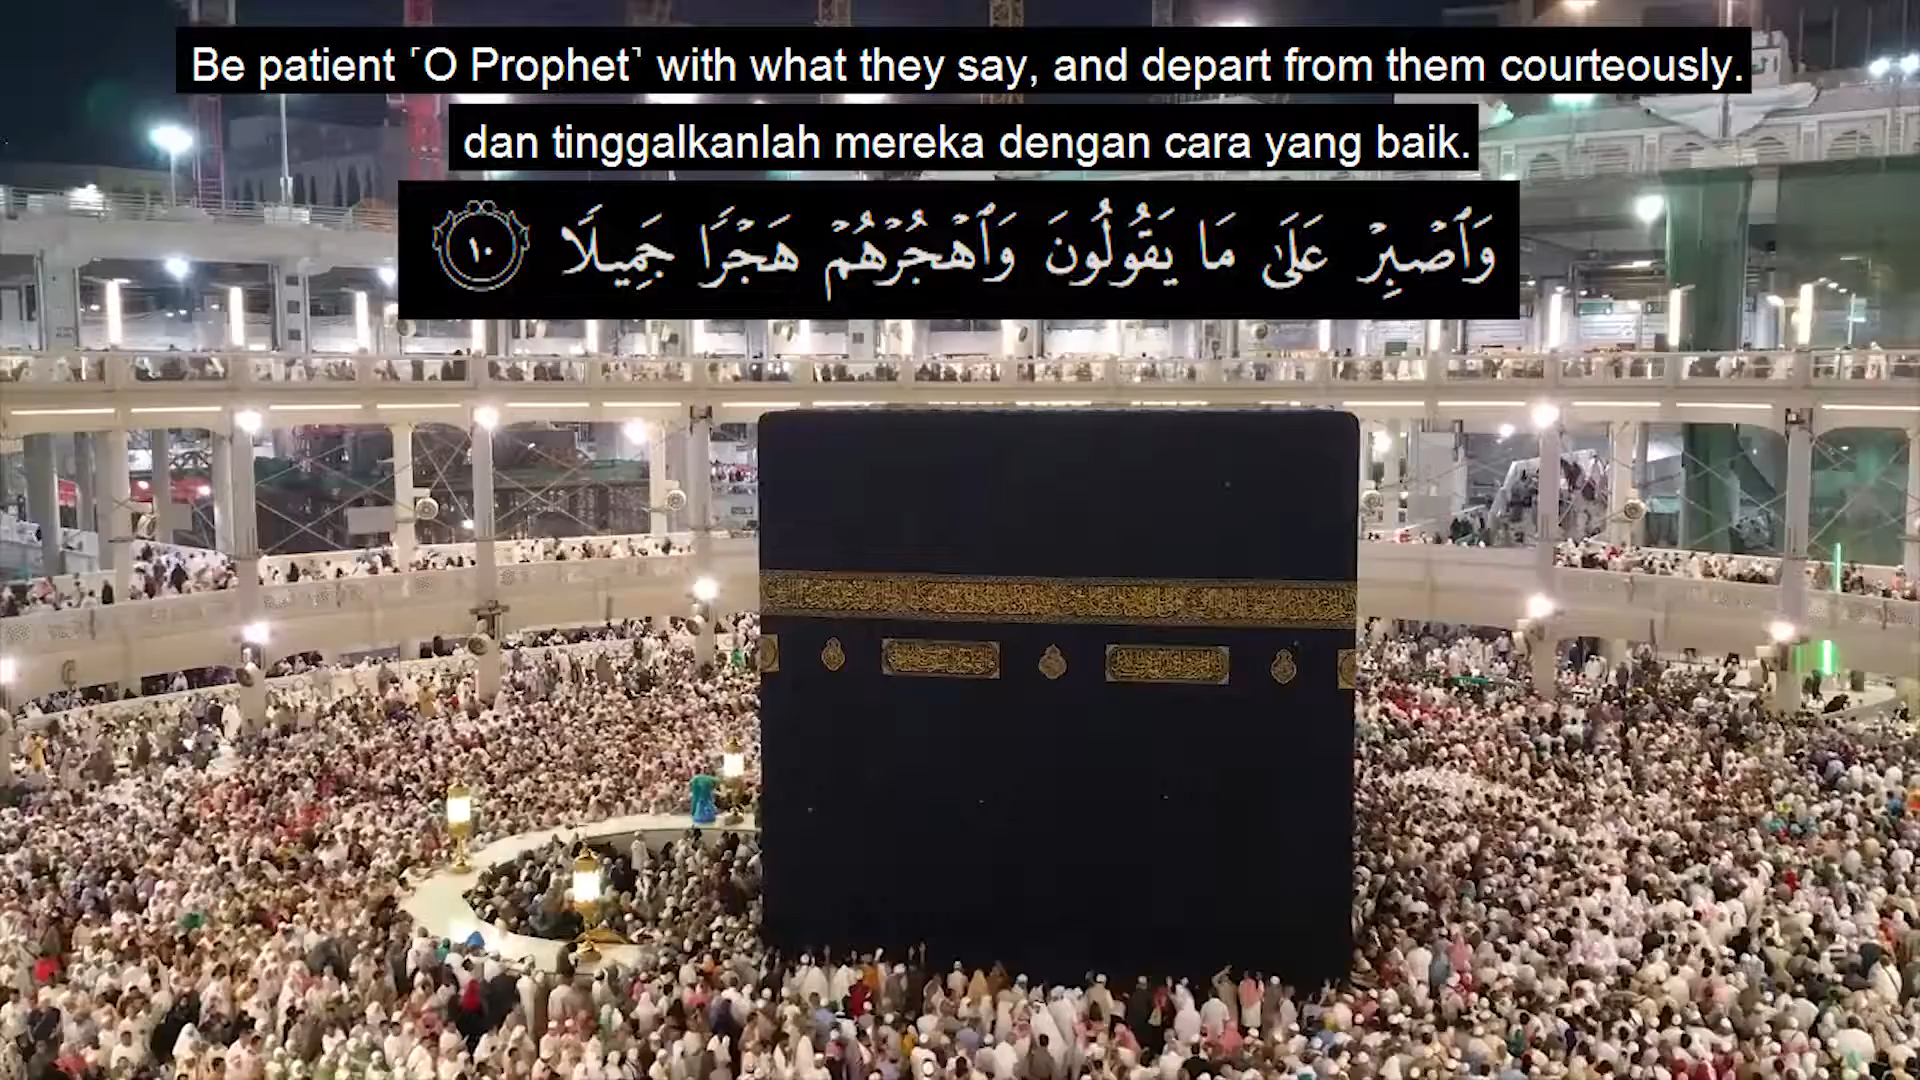 Be patient ˹O Prophet˺ with what they say, and depart from them courteously.
dan tinggalkanlah mereka dengan cara yang baik.
وَٱصۡبِرۡ عَلَىٰ مَا يَقُولُونَ وَٱهۡجُرۡهُمۡ هَجۡرٗا جَمِيلٗا ١٠